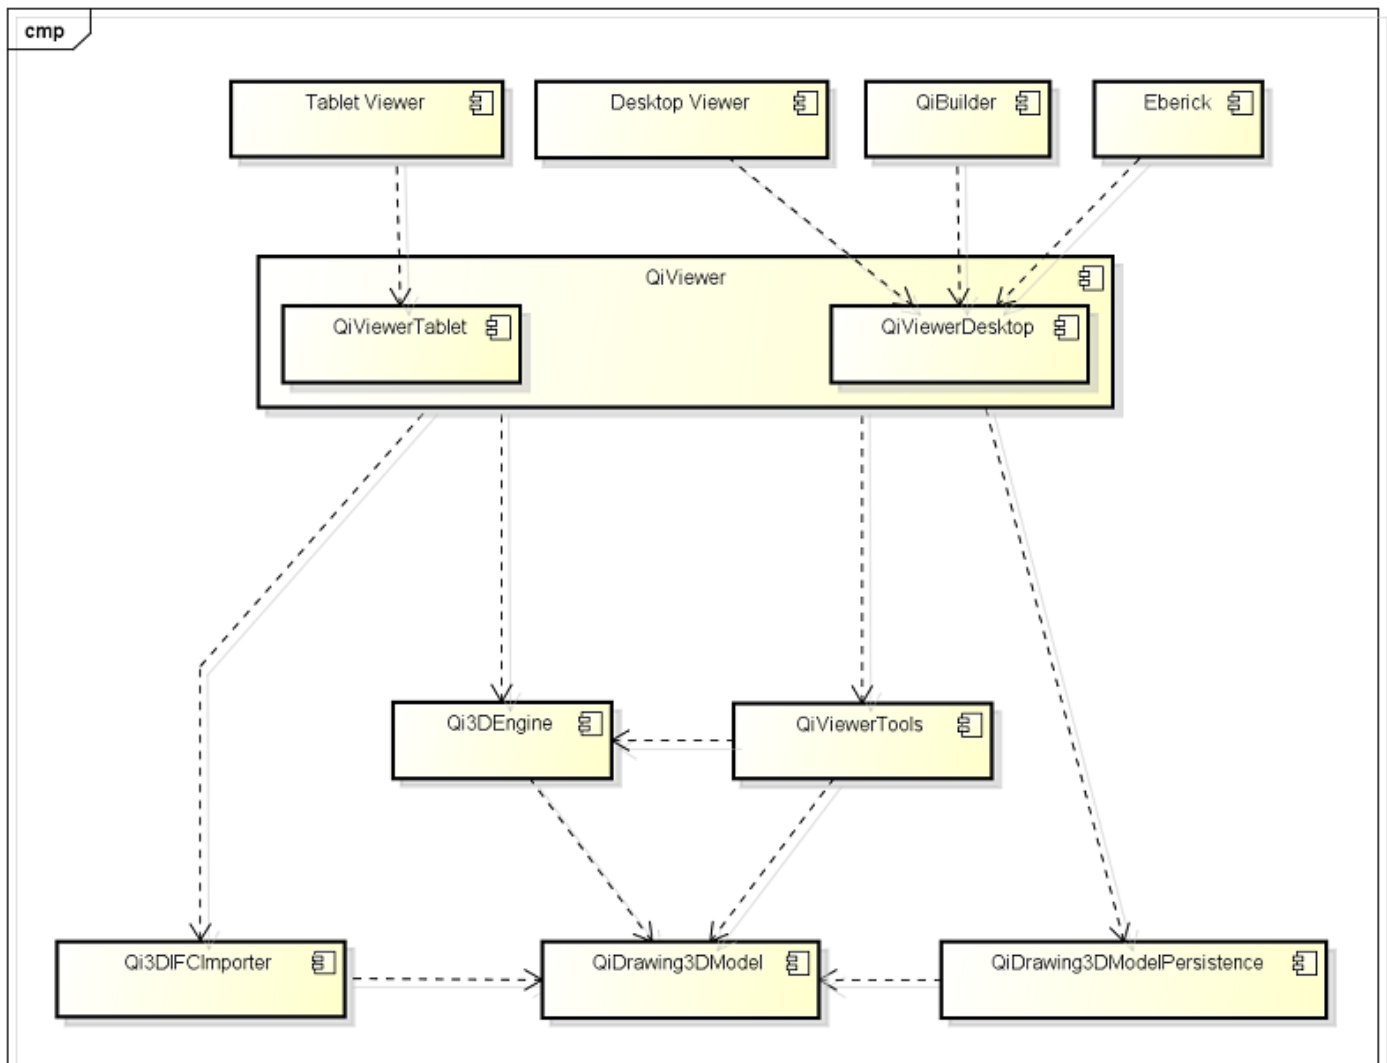 cmp
Tablet Viewer
Desktop Viewer
QiBuilder
Eberick
QiViewer
QiViewerTablet
QiViewerDesktop
Qi3DEngine
QiViewerTools
Qi3DIFCImporter
QiDrawing3DModel
QiDrawing3DModelPersistence